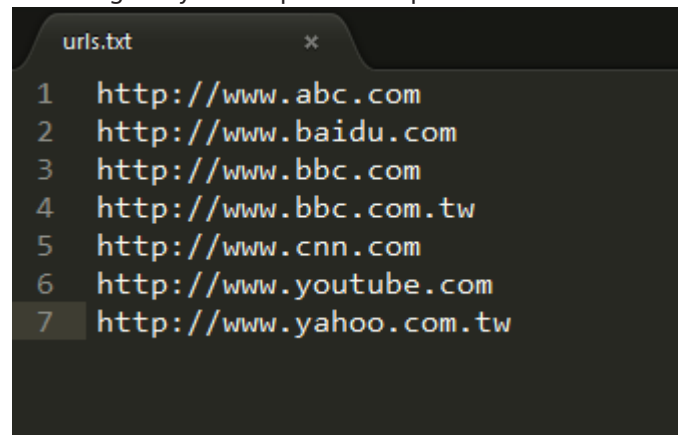 urls.txt ×
1 http://www.abc.com
2 http://www.baidu.com
3 http://www.bbc.com
4 http://www.bbc.com.tw
5 http://www.cnn.com
6 http://www.youtube.com
7 http://www.yahoo.com.tw